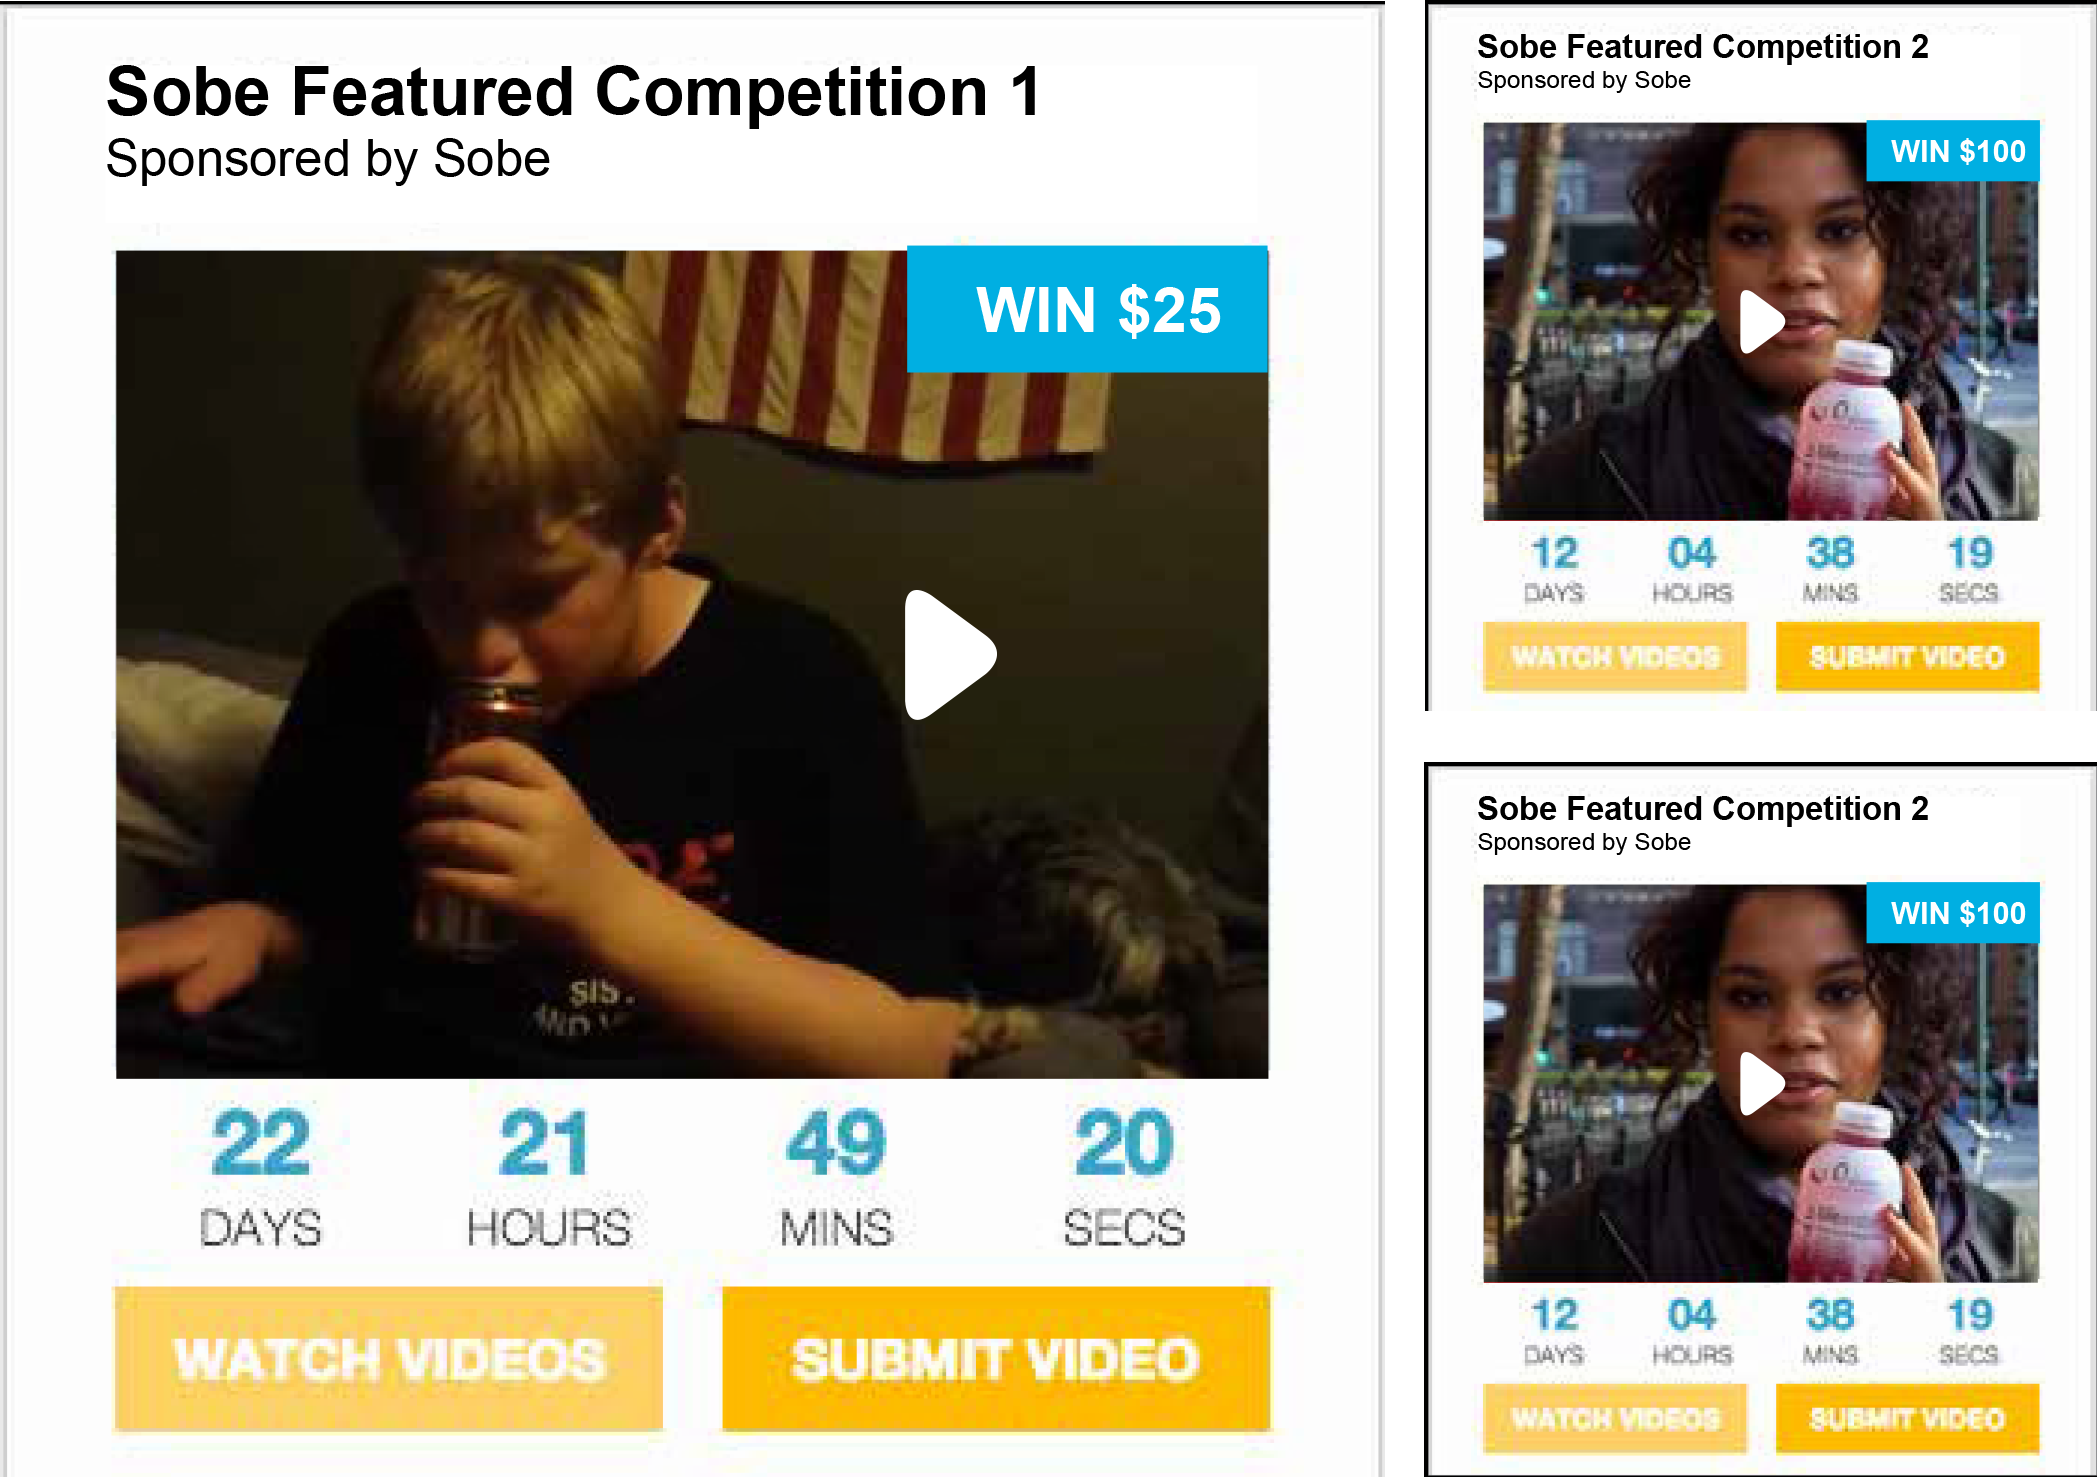 Sobe Featured Competition 1
Sponsored by Sobe
WIN $25
SIS
22 21 49 20
DAYS HOURS MINS SECS
WATCH VIDEOS SUBMIT VIDEO
Sobe Featured Competition 2
Sponsored by Sobe
WIN $100
12 04 38 19
DAYS HOURS MINS SECS
WATCH VIDEOS SUBMIT VIDEO
Sobe Featured Competition 2
Sponsored by Sobe
WIN $100
12 04 38 19
DAYS HOURS MINS SECS
WATCH VIDEOS SUBMIT VIDEO